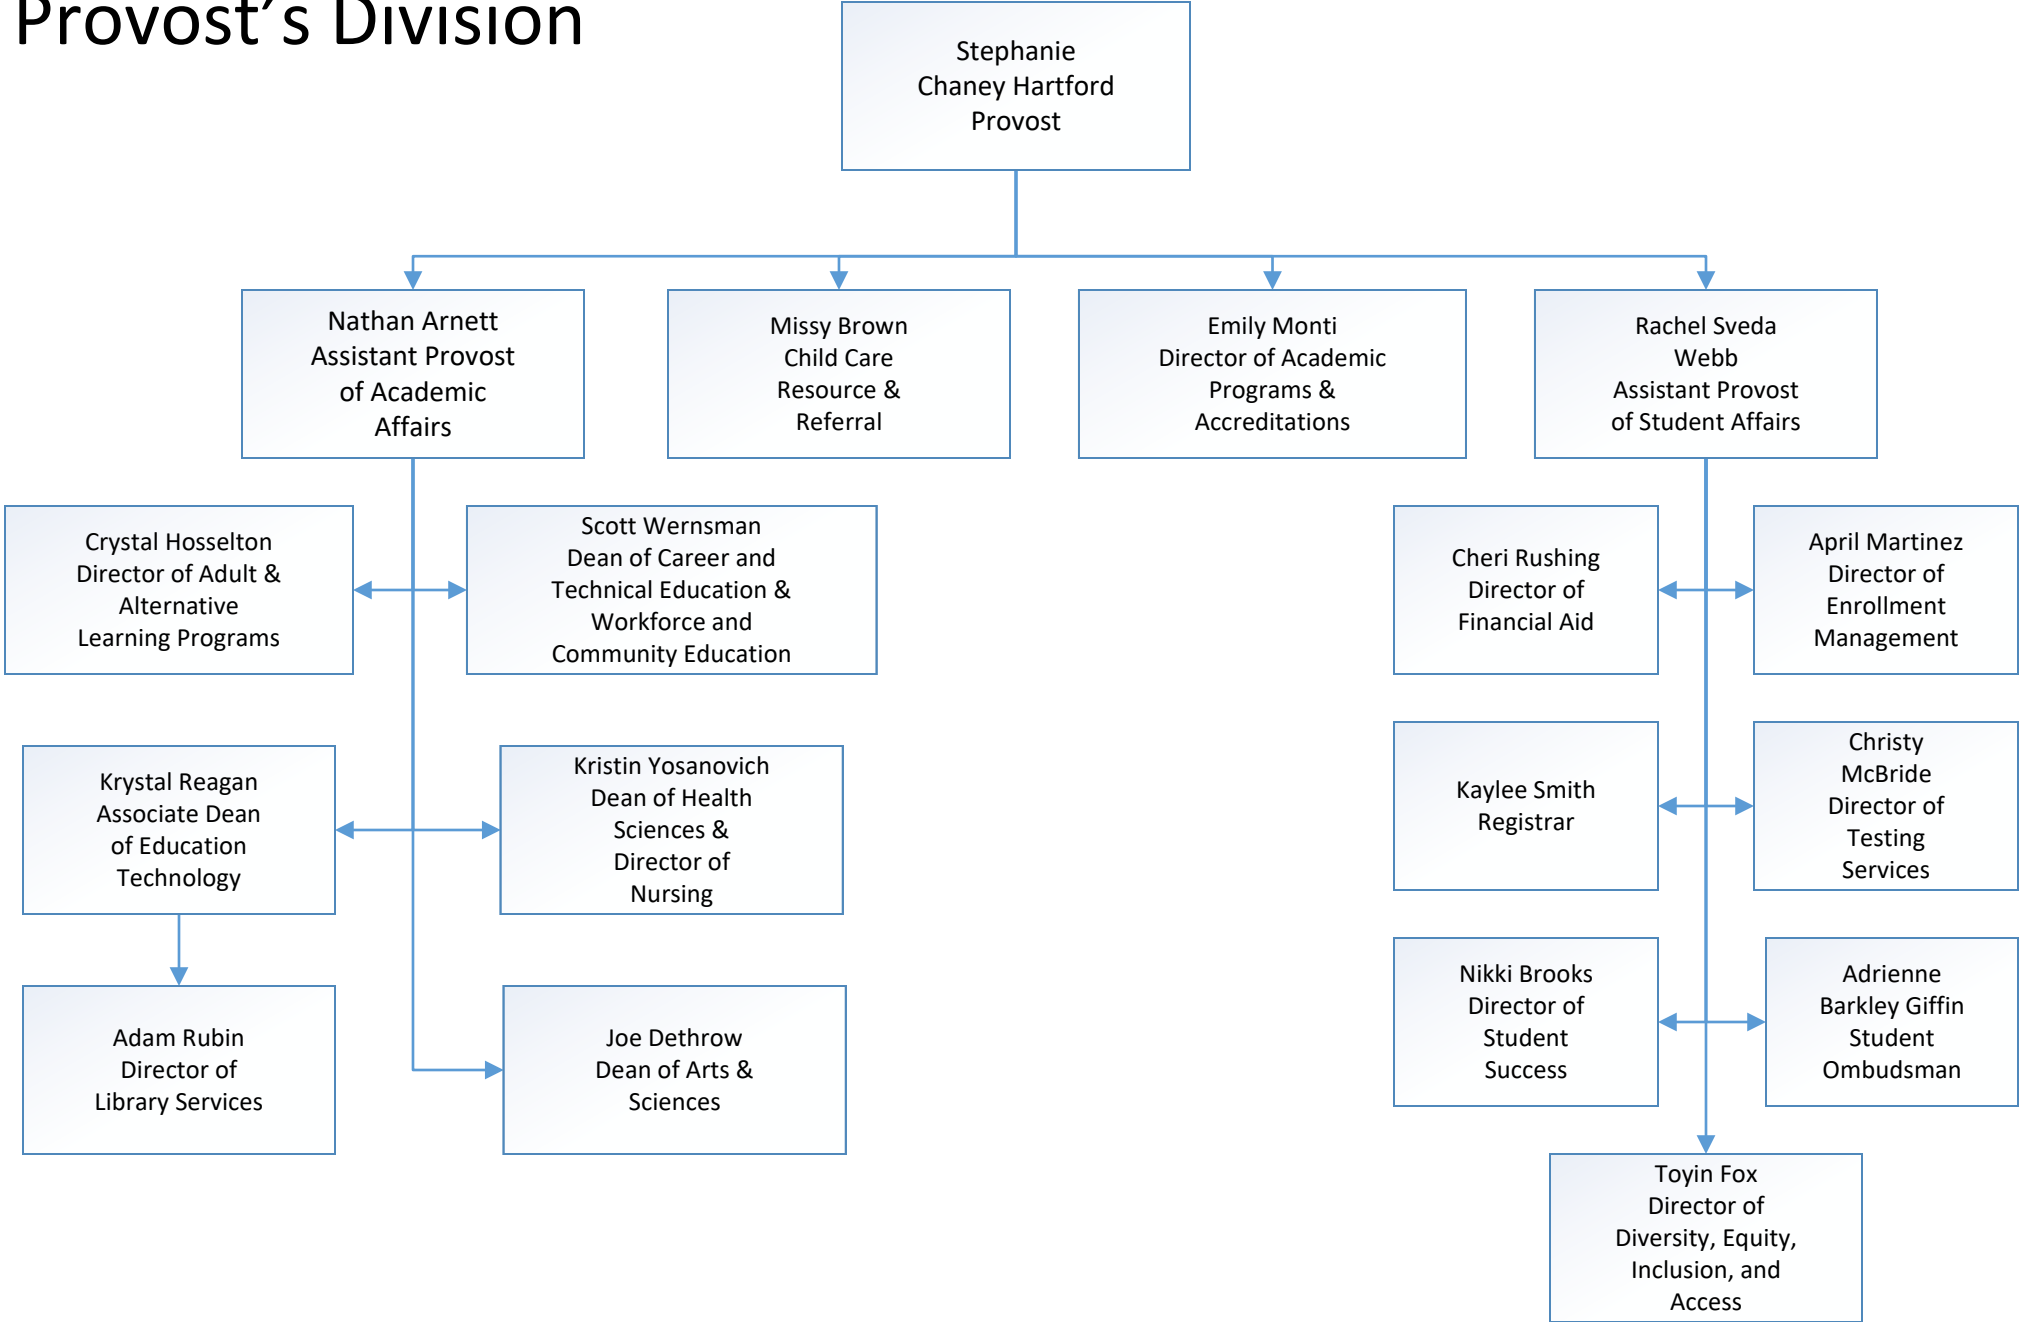 Provost's Division
Stephanie
Chaney Hartford
Provost
Nathan Arnett
Assistant Provost
of Academic
Affairs
Missy Brown
Child Care
Resource &
Referral
Emily Monti
Director of Academic
Programs &
Accreditations
Rachel Sveda
Webb
Assistant Provost
of Student Affairs
Crystal Hosselton
Director of Adult &
Alternative
Learning Programs
Scott Wernsman
Dean of Career and
Technical Education &
Workforce and
Community Education
Cheri Rushing
Director of
Financial Aid
April Martinez
Director of
Enrollment
Management
Krystal Reagan
Associate Dean
of Education
Technology
Kristin Yosanovich
Dean of Health
Sciences &
Director of
Nursing
Kaylee Smith
Registrar
Christy
McBride
Director of
Testing
Services
Adam Rubin
Director of
Library Services
Joe Dethrow
Dean of Arts &
Sciences
Nikki Brooks
Director of
Student
Success
Adrienne
Barkley Giffin
Student
Ombudsman
Toyin Fox
Director of
Diversity, Equity,
Inclusion, and
Access